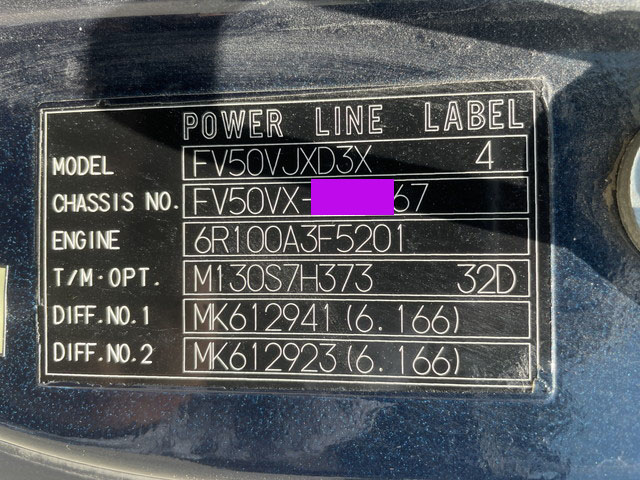 POWER LINE LABEL
MODEL FV50VJXD3X 4
CHASSIS NO. FV50VX- 67
ENGINE 6R100A3F5201
T/M·OPT. M130S7H373 32D
DIFF.NO.1 MK612941(6.166)
DIFF.NO.2 MK612923(6.166)